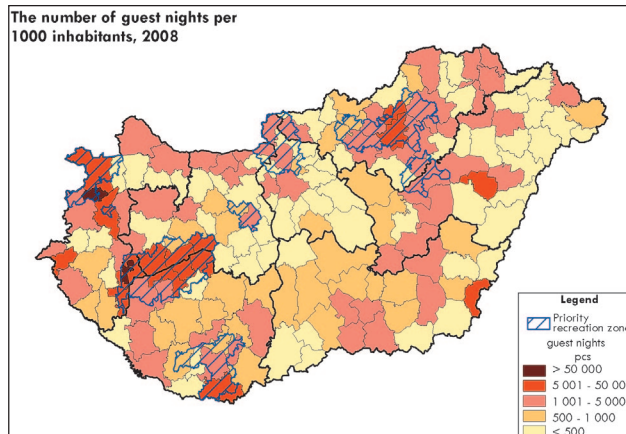 The number of guest nights per
1000 inhabitants, 2008
Legend
Priority
recreation zone
guest nights
pcs
> 50 000
5 001 - 50 00
1 001 - 5 000
500 - 1 000
< 500